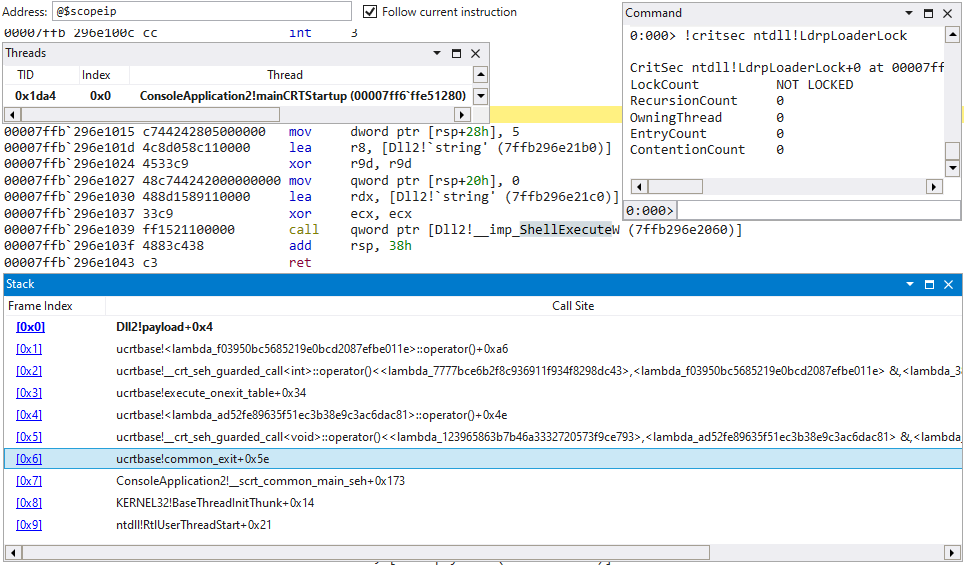 Address: @$scopeip
Follow current instruction
00007ffb`296e100c cc int 3
Threads
TID Index Thread
0x1da4 0x0 ConsoleApplication2!mainCRTStartup (00007ff6`ffe51280)
00007ffb`296e1015 c744242805000000 mov dword ptr [rsp+28h], 5
00007ffb`296e101d 4c8d058c110000 lea r8, [Dll2!`string' (7ffb296e21b0)]
00007ffb`296e1024 4533c9 xor r9d, r9d
00007ffb`296e1027 48c744242000000000 mov qword ptr [rsp+20h], 0
00007ffb`296e1030 488d1589110000 lea rdx, [Dll2!`string' (7ffb296e21c0)]
00007ffb`296e1037 33c9 xor ecx, ecx
00007ffb`296e1039 ff1521100000 call qword ptr [Dll2!__imp_ShellExecuteW (7ffb296e2060)]
00007ffb`296e103f 4883c438 add rsp, 38h
00007ffb`296e1043 c3 ret
Command
0:000> !critsec ntdll!LdrpLoaderLock
CritSec ntdll!LdrpLoaderLock+0 at 00007ff
LockCount NOT LOCKED
RecursionCount 0
OwningThread 0
EntryCount 0
ContentionCount 0
0:000>
Stack
Frame Index Call Site
[0x0] Dll2!payload+0x4
[0x1] ucrtbase!<lambda_f03950bc5685219e0bcd2087efbe011e>::operator()+0xa6
[0x2] ucrtbase!__crt_seh_guarded_call<int>::operator()<<lambda_7777bce6b2f8c936911f934f8298dc43>,<lambda_f03950bc5685219e0bcd2087efbe011e> &,<lambda_3
[0x3] ucrtbase!execute_onexit_table+0x34
[0x4] ucrtbase!<lambda_ad52fe89635f51ec3b38e9c3ac6dac81>::operator()+0x4e
[0x5] ucrtbase!__crt_seh_guarded_call<void>::operator()<<lambda_123965863b7b46a3332720573f9ce793>,<lambda_ad52fe89635f51ec3b38e9c3ac6dac81> &,<lambda_
[0x6] ucrtbase!common_exit+0x5e
[0x7] ConsoleApplication2!__scrt_common_main_seh+0x173
[0x8] KERNEL32!BaseThreadInitThunk+0x14
[0x9] ntdll!RtlUserThreadStart+0x21